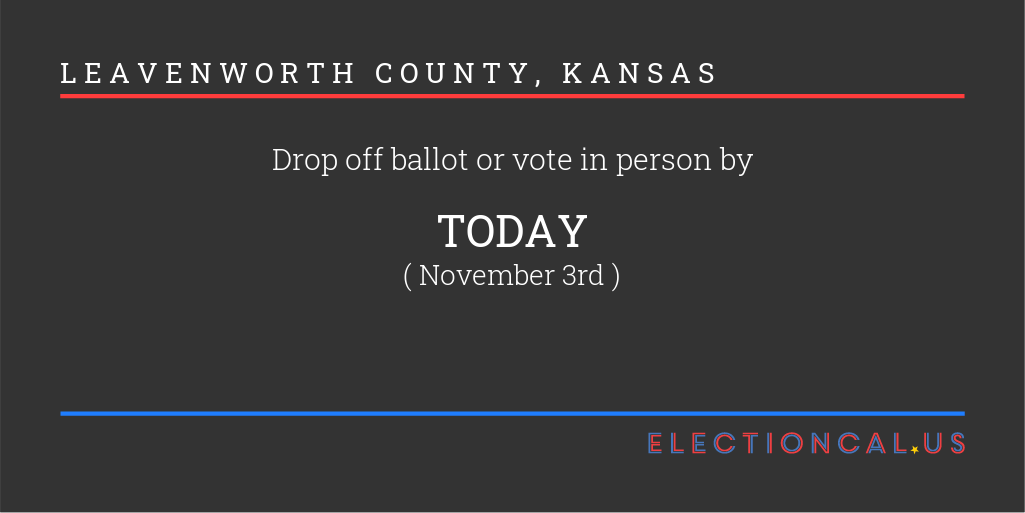 LEAVENWORTH COUNTY, KANSAS
Drop off ballot or vote in person by
TODAY
( November 3rd )
ELECTIONCAL.US